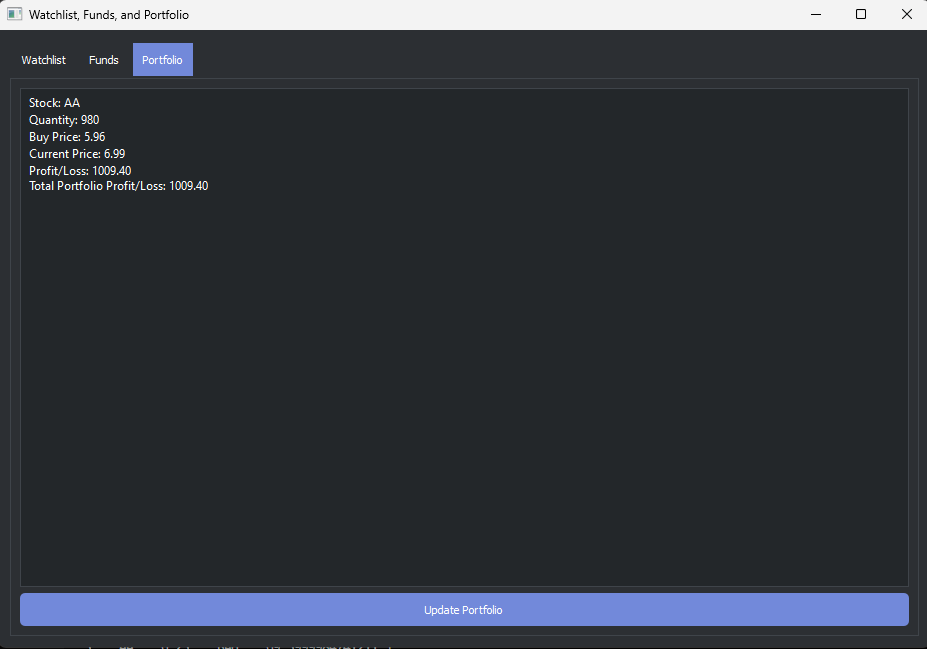 Watchlist, Funds, and Portfolio
Watchlist Funds Portfolio
Stock: AA
Quantity: 980
Buy Price: 5.96
Current Price: 6.99
Profit/Loss: 1009.40
Total Portfolio Profit/Loss: 1009.40
Update Portfolio